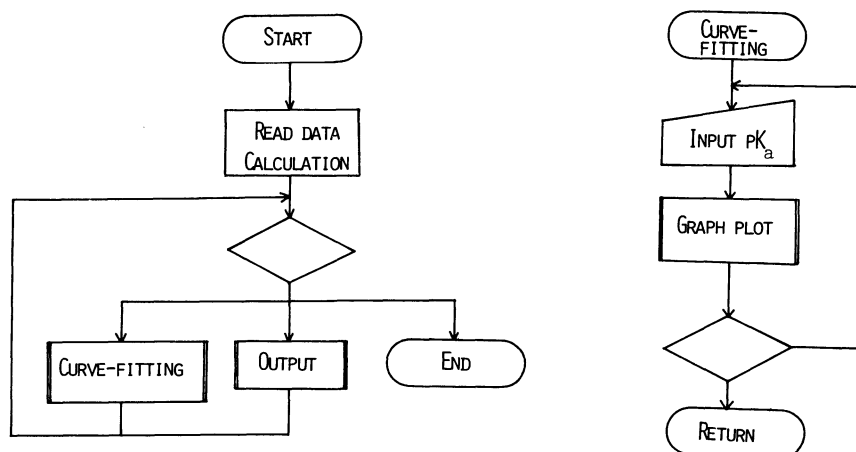 START
READ DATA
CALCULATION
CURVE-FITTING
OUTPUT
END
CURVE-
FITTING
INPUT pKa
GRAPH PLOT
RETURN